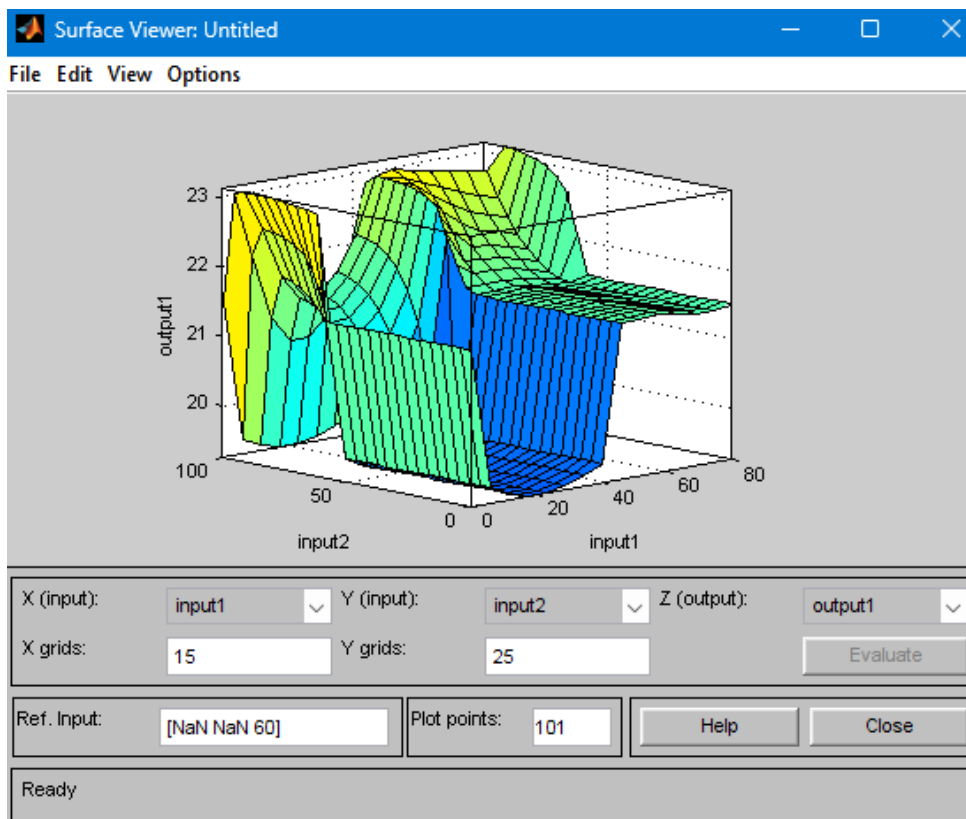 Surface Viewer: Untitled
File Edit View Options
23
22
21
20
output1
100
50
0
input2
0
20
40
60
80
input1
X (input): input1 Y (input): input2 Z (output): output1
X grids: 15 Y grids: 25 Evaluate
Ref. Input: [NaN NaN 60] Plot points: 101 Help Close
Ready